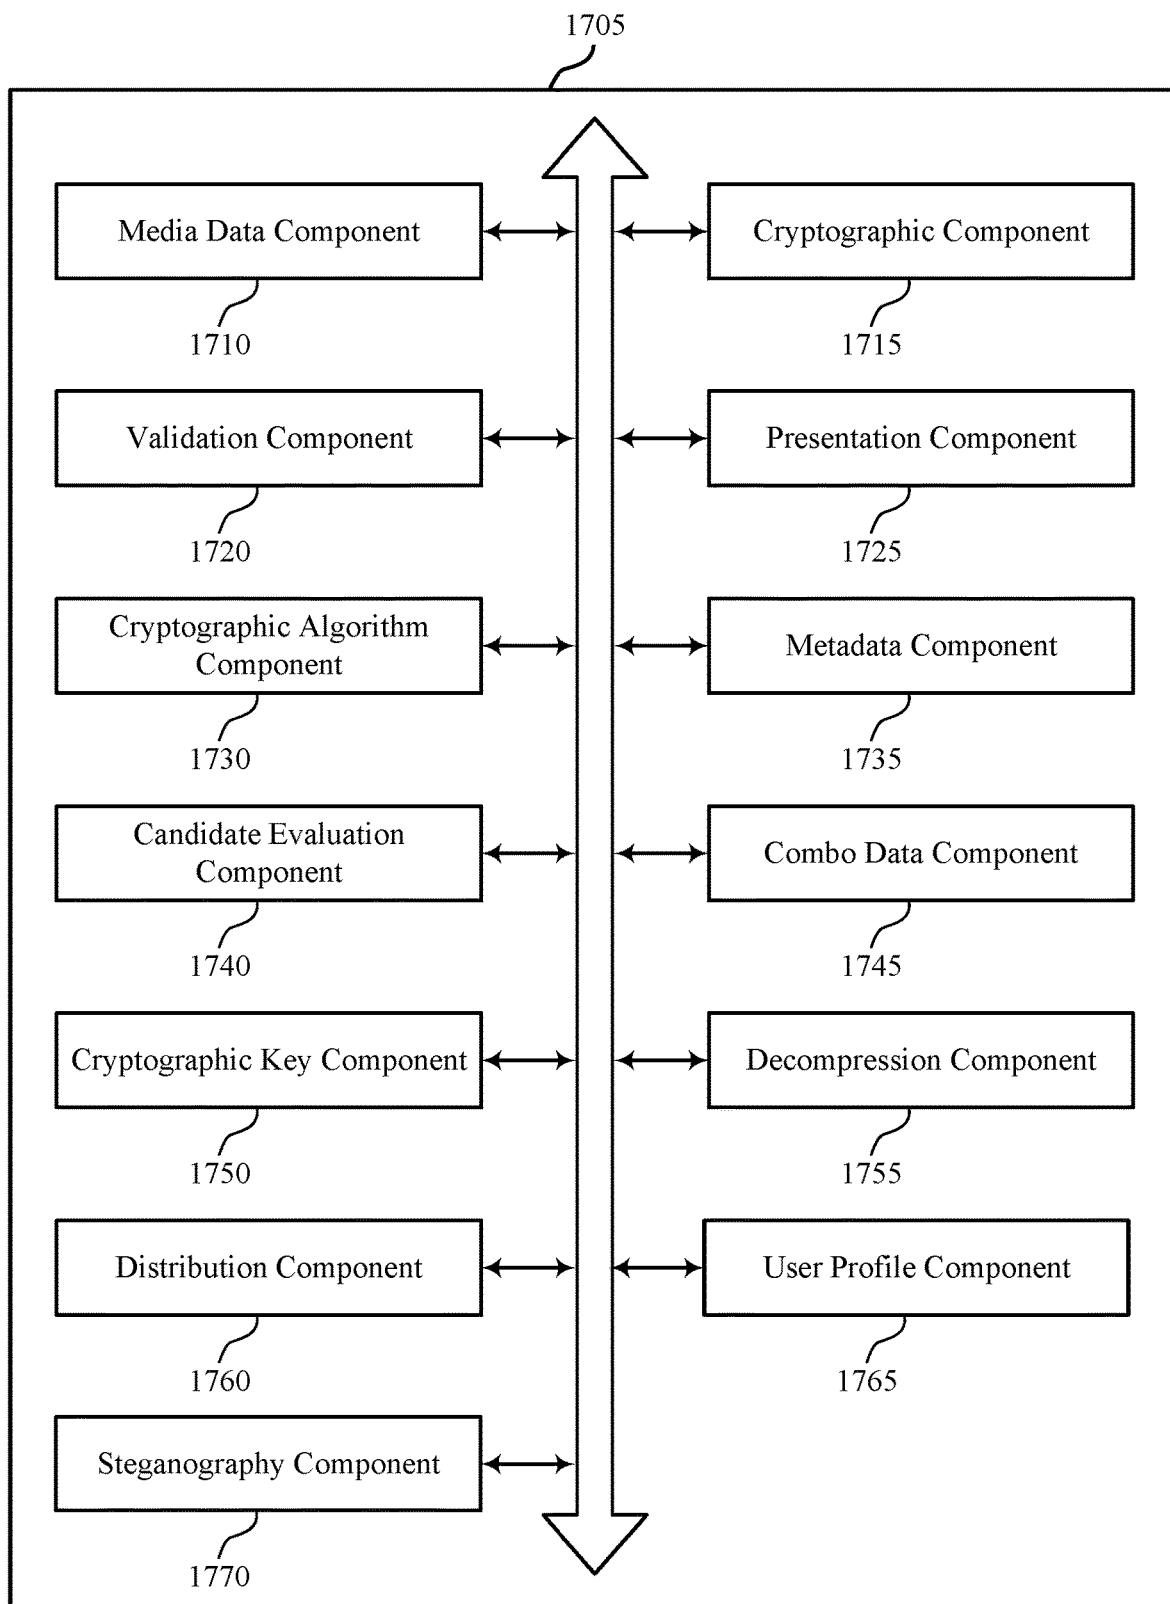 1705
Media Data Component
Cryptographic Component
1710
1715
Validation Component
Presentation Component
1720
1725
Cryptographic Algorithm
Component
Metadata Component
1730
1735
Candidate Evaluation
Component
Combo Data Component
1740
1745
Cryptographic Key Component
Decompression Component
1750
1755
Distribution Component
User Profile Component
1760
1765
Steganography Component
1770